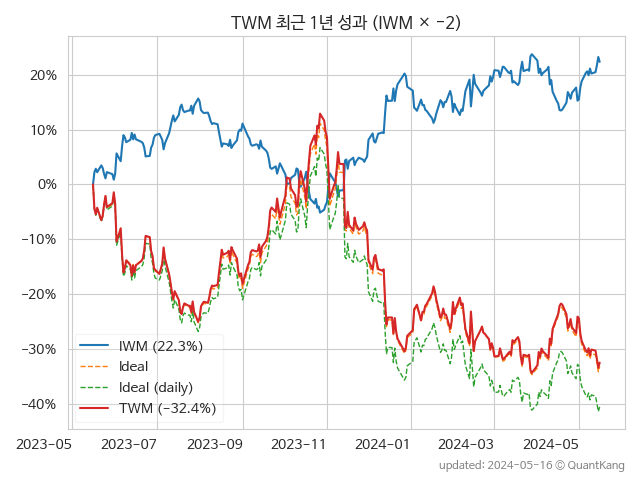 TWM 최근 1년 성과 (IWM × −2)
20%
10%
0%
−10%
−20%
−30%
−40%
IWM (22.3%)
Ideal
Ideal (daily)
TWM (−32.4%)
2023-05 2023-07 2023-09 2023-11 2024-01 2024-03 2024-05
updated: 2024-05-16 © QuantKang